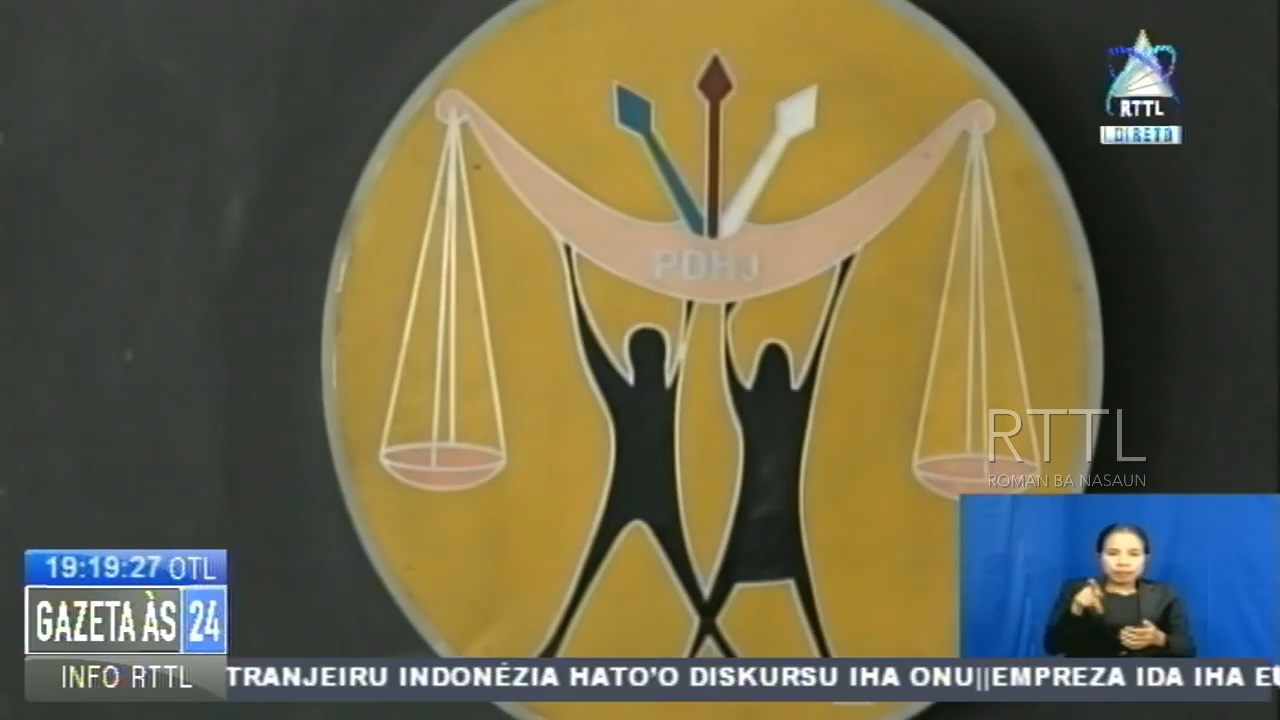 RTTL
DIRETO
PDHJ
RTTL
ROMAN BA NASAUN
19:19:27 OTL
GAZETA ÀS 24
INFO RTTL
TRANJEIRU INDONÉZIA HATO'O DISKURSU IHA ONU||EMPREZA IDA IHA EU